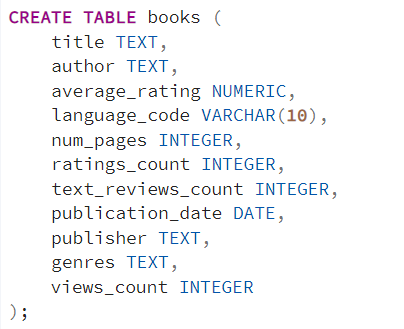 CREATE TABLE books (
    title TEXT,
    author TEXT,
    average_rating NUMERIC,
    language_code VARCHAR(10),
    num_pages INTEGER,
    ratings_count INTEGER,
    text_reviews_count INTEGER,
    publication_date DATE,
    publisher TEXT,
    genres TEXT,
    views_count INTEGER
);